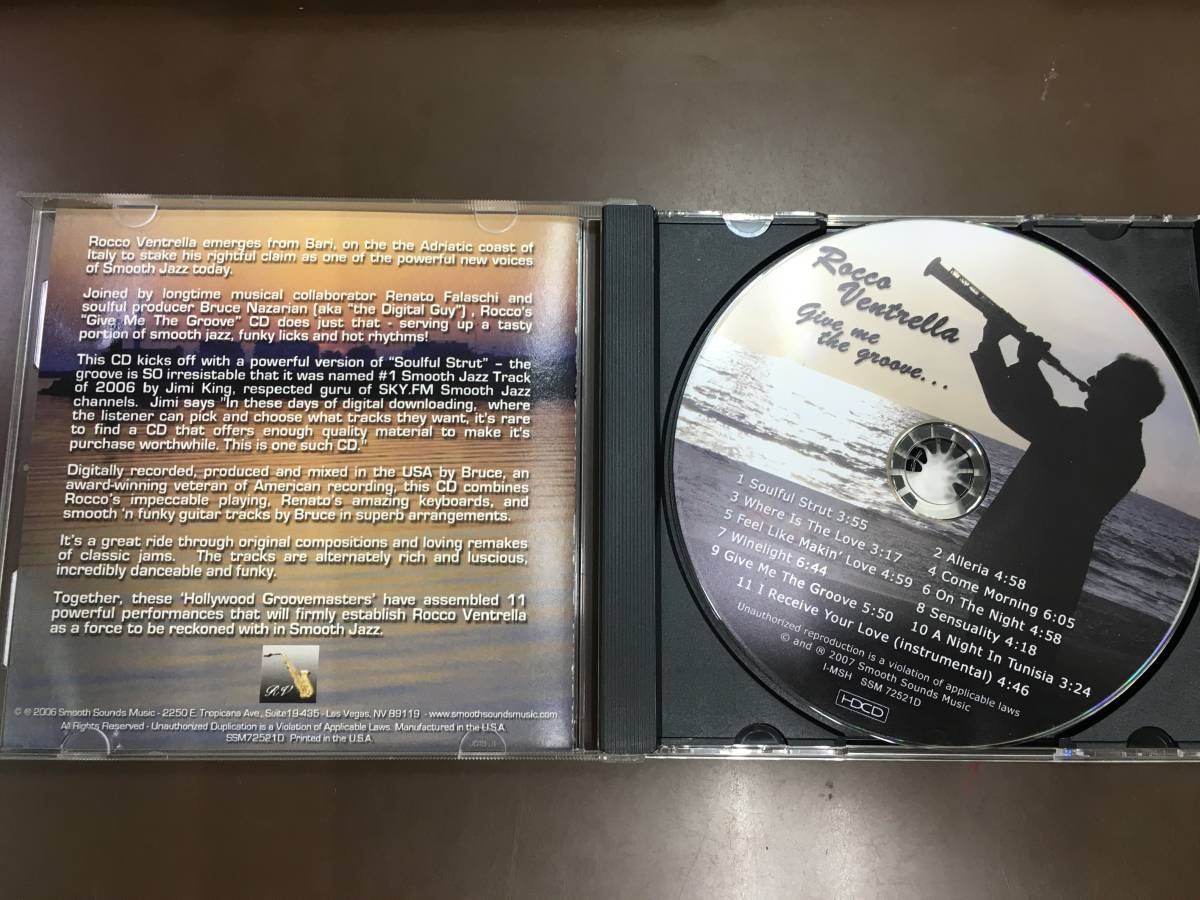 Rocco Ventrella emerges from Bari, on the the Adriatic coast of
Italy to stake his rightful claim as one of the powerful new voices
of Smooth Jazz today.
Joined by longtime musical collaborator Renato Falaschi and
soulful producer Bruce Nazarian (aka "the Digital Guy") , Rocco's
"Give Me The Groove" CD does just that - serving up a tasty
portion of smooth jazz, funky licks and hot rhythms!
This CD kicks off with a powerful version of "Soulful Strut" – the
groove is SO irresistable that it was named #1 Smooth Jazz Track
of 2006 by Jimi King, respected guru of SKY.FM Smooth Jazz
channels. Jimi says "In these days of digital downloading, where
the listener can pick and choose what tracks they want, it's rare
to find a CD that offers enough quality material to make it's
purchase worthwhile. This is one such CD."
Digitally recorded, produced and mixed in the USA by Bruce, an
award-winning veteran of American recording, this CD combines
Rocco's impeccable playing, Renato's amazing keyboards, and
smooth 'n funky guitar tracks by Bruce in superb arrangements.
It's a great ride through original compositions and loving remakes
of classic jams. The tracks are alternately rich and luscious,
incredibly danceable and funky.
Together, these 'Hollywood Groovemasters' have assembled 11
powerful performances that will firmly establish Rocco Ventrella
as a force to be reckoned with in Smooth Jazz.
RV
© ® 2006 Smooth Sounds Music - 2250 E. Tropicana Ave., Suite19-435 - Las Vegas, NV 89119 - www.smoothsoundsmusic.com
All Rights Reserved - Unauthorized Duplication is a Violation of Applicable Laws. Manufactured in the U.S.A.
SSM72521D Printed in the U.S.A.
Rocco
Ventrella
Give me
the groove...
1 Soulful Strut 3:55
2 Alleria 4:58
3 Where Is The Love 3:17
4 Come Morning 6:05
5 Feel Like Makin' Love 4:59
6 On The Night 4:58
7 Winelight 6:44
8 Sensuality 4:18
9 Give Me The Groove 5:50
10 A Night In Tunisia 3:24
11 I Receive Your Love (instrumental) 4:46
Unauthorized reproduction is a violation of applicable laws
© and ® 2007 Smooth Sounds Music
I-MSH SSM 72521D
HDCD